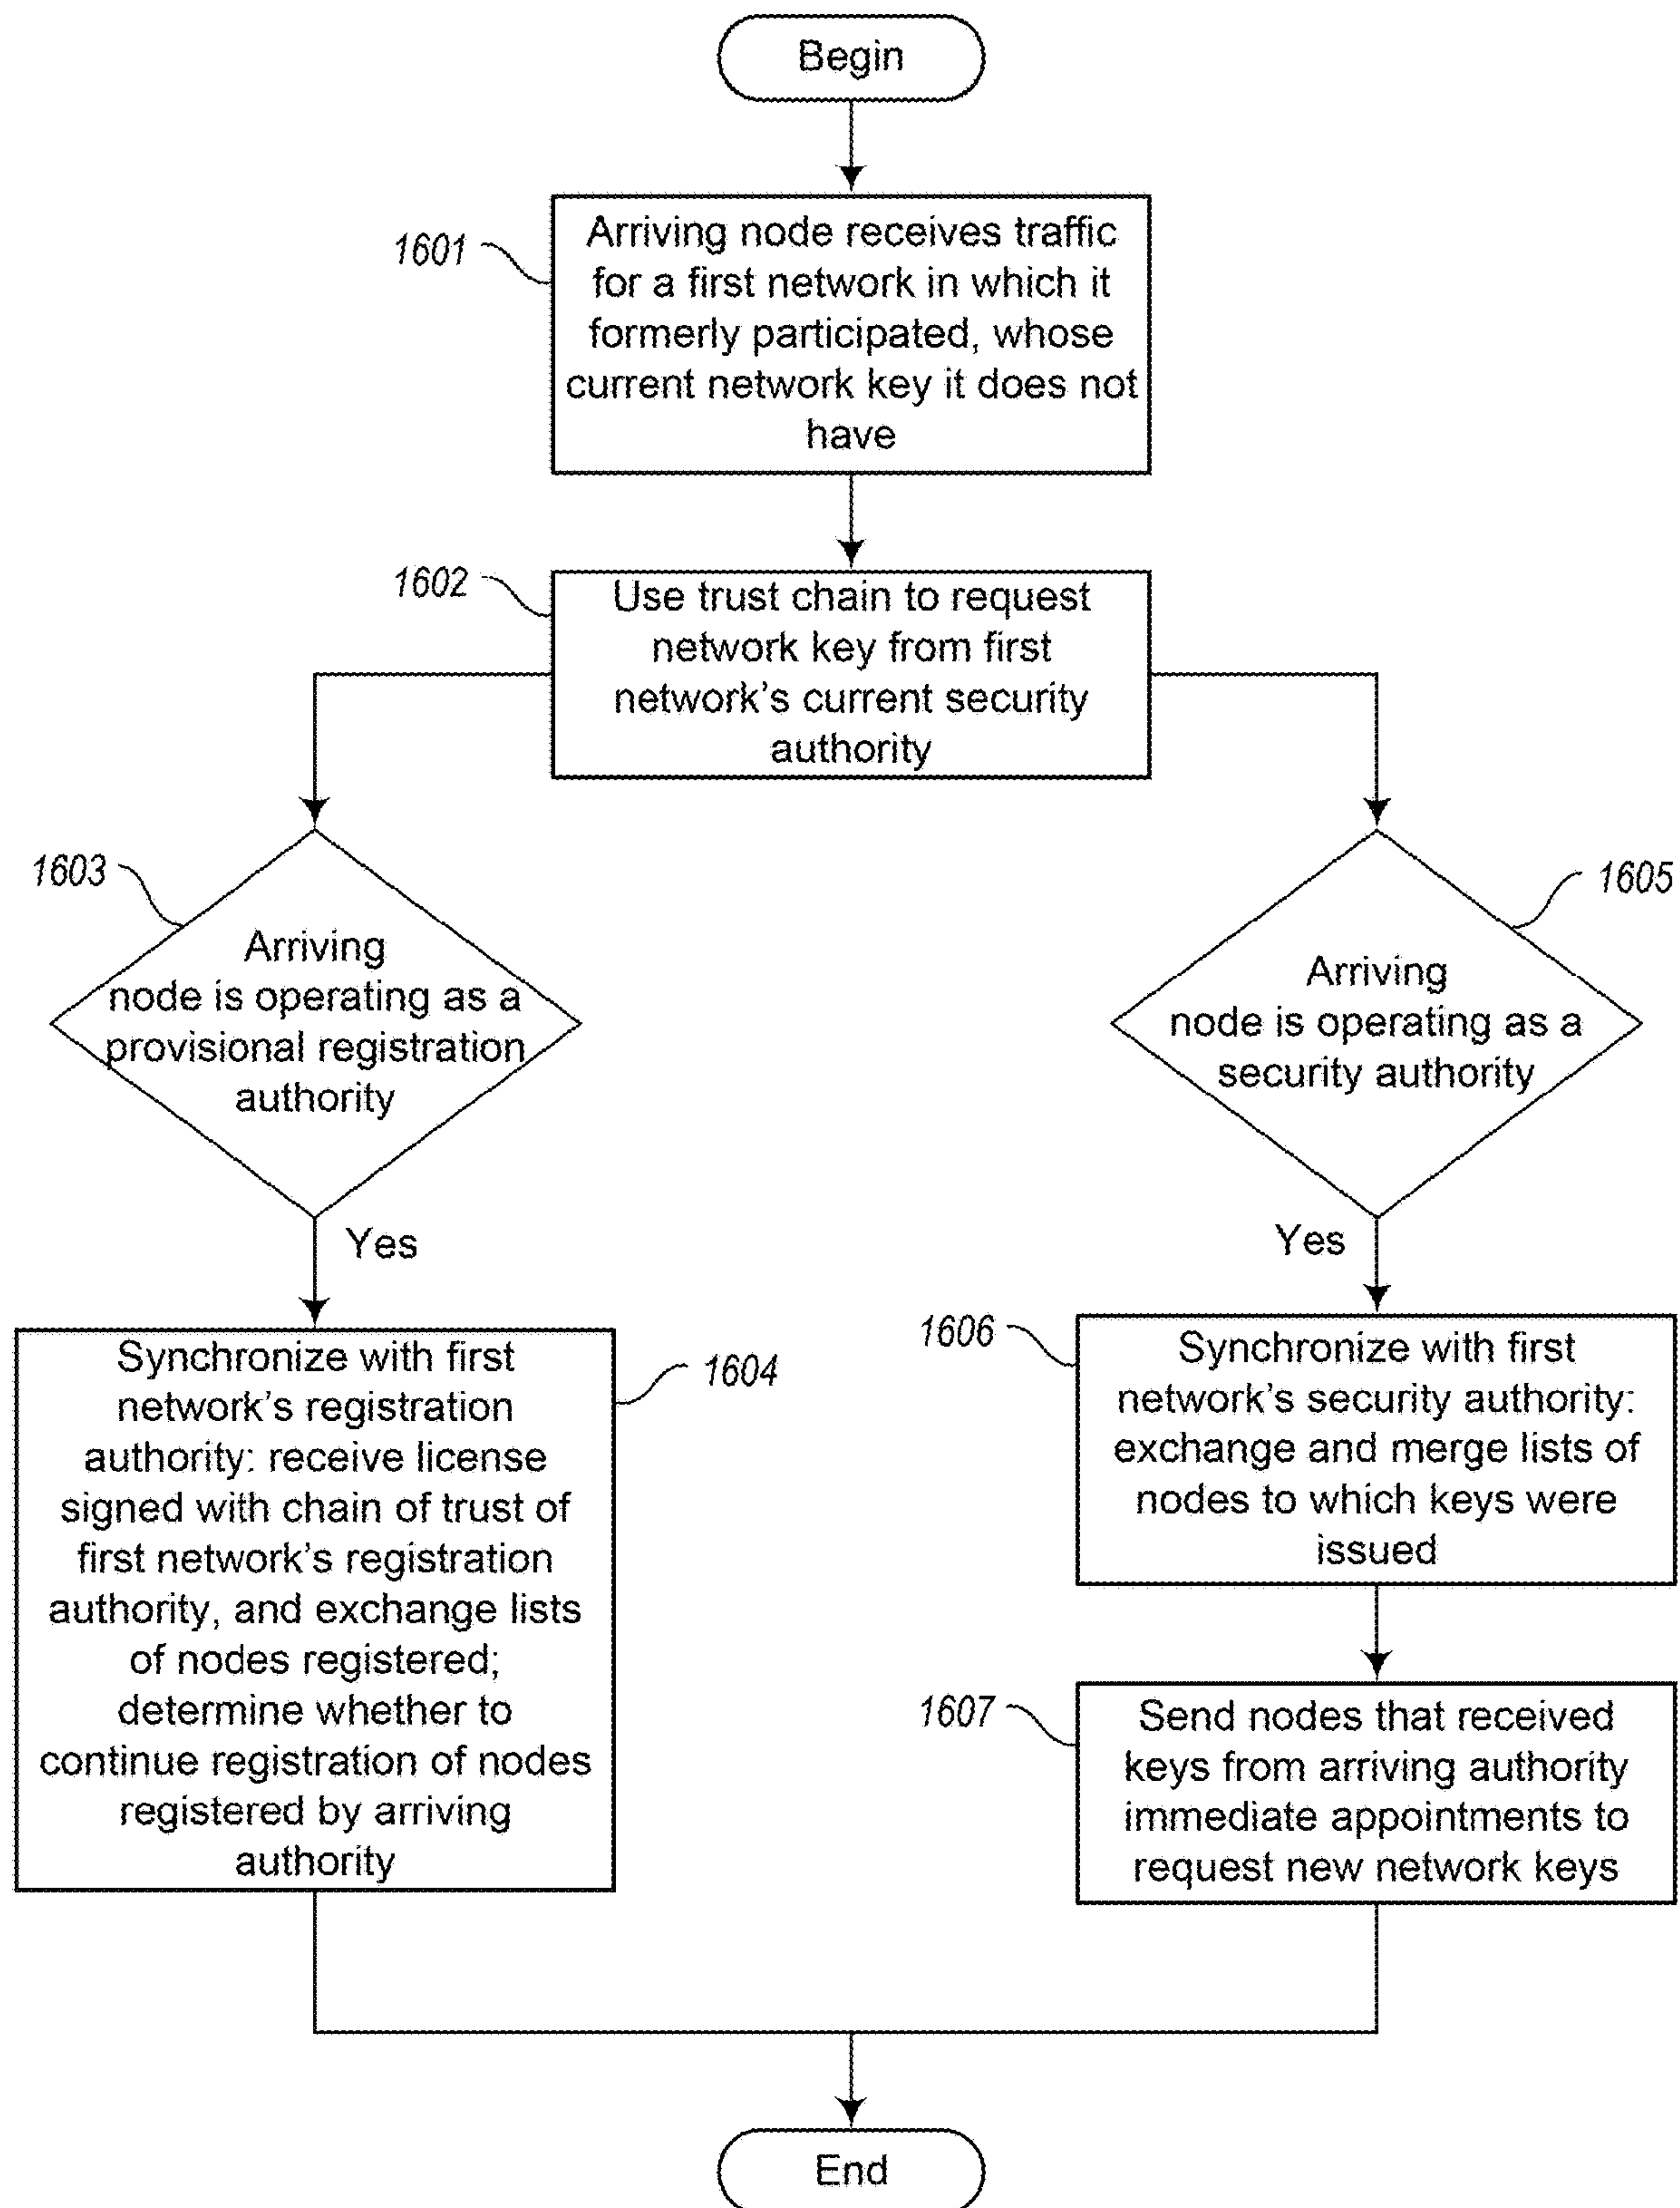 Begin
1601
Arriving node receives traffic
for a first network in which it
formerly participated, whose
current network key it does not
have
1602
Use trust chain to request
network key from first
network's current security
authority
1603
Arriving
node is operating as a
provisional registration
authority
Yes
1605
Arriving
node is operating as a
security authority
Yes
Synchronize with first
network's registration
authority: receive license
signed with chain of trust of
first network's registration
authority, and exchange lists
of nodes registered;
determine whether to
continue registration of nodes
registered by arriving
authority
1604
1606
Synchronize with first
network's security authority:
exchange and merge lists of
nodes to which keys were
issued
1607
Send nodes that received
keys from arriving authority
immediate appointments to
request new network keys
End